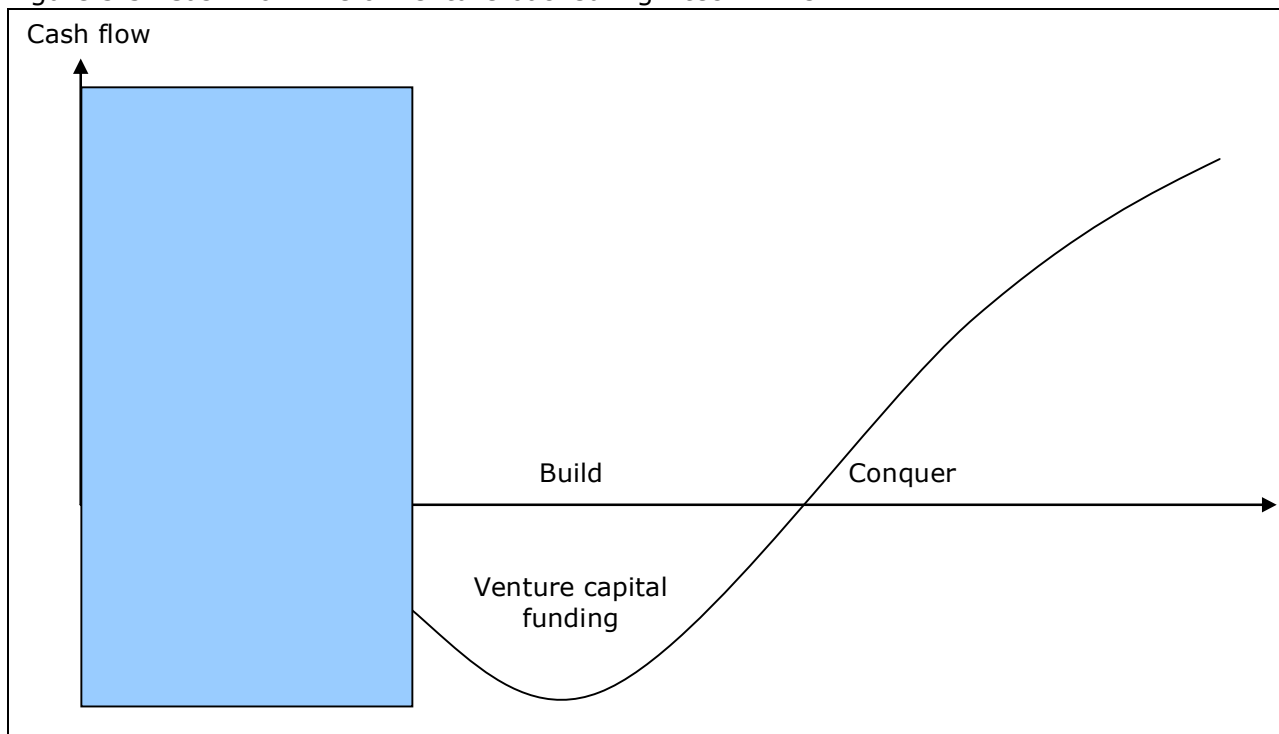 Cash flow
Build
Conquer
Venture capital
funding